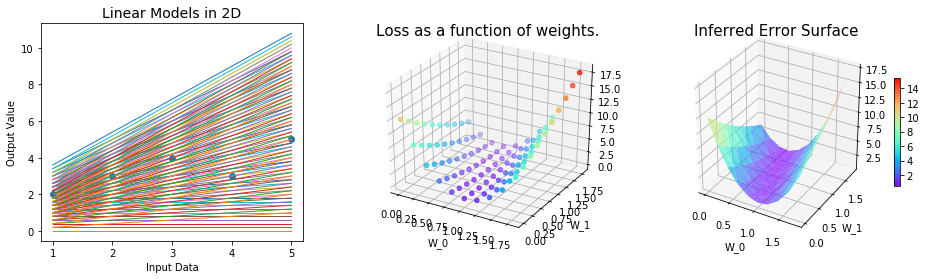 Linear Models in 2D
10
8
6
4
2
0
Output Value
1 2 3 4 5
Input Data
Loss as a function of weights.
17.5
15.0
12.5
10.0
7.5
5.0
2.5
0.0
0.00 0.25 0.50 0.75 1.00 1.25 1.50 1.75
W_0
0.00 0.25 0.50 0.75 1.00 1.25 1.50 1.75
W_1
Inferred Error Surface
17.5
15.0
12.5
10.0
7.5
5.0
2.5
0.0 0.5 1.0 1.5
W_0
0.0 0.5 1.0 1.5
W_1
14
12
10
8
6
4
2